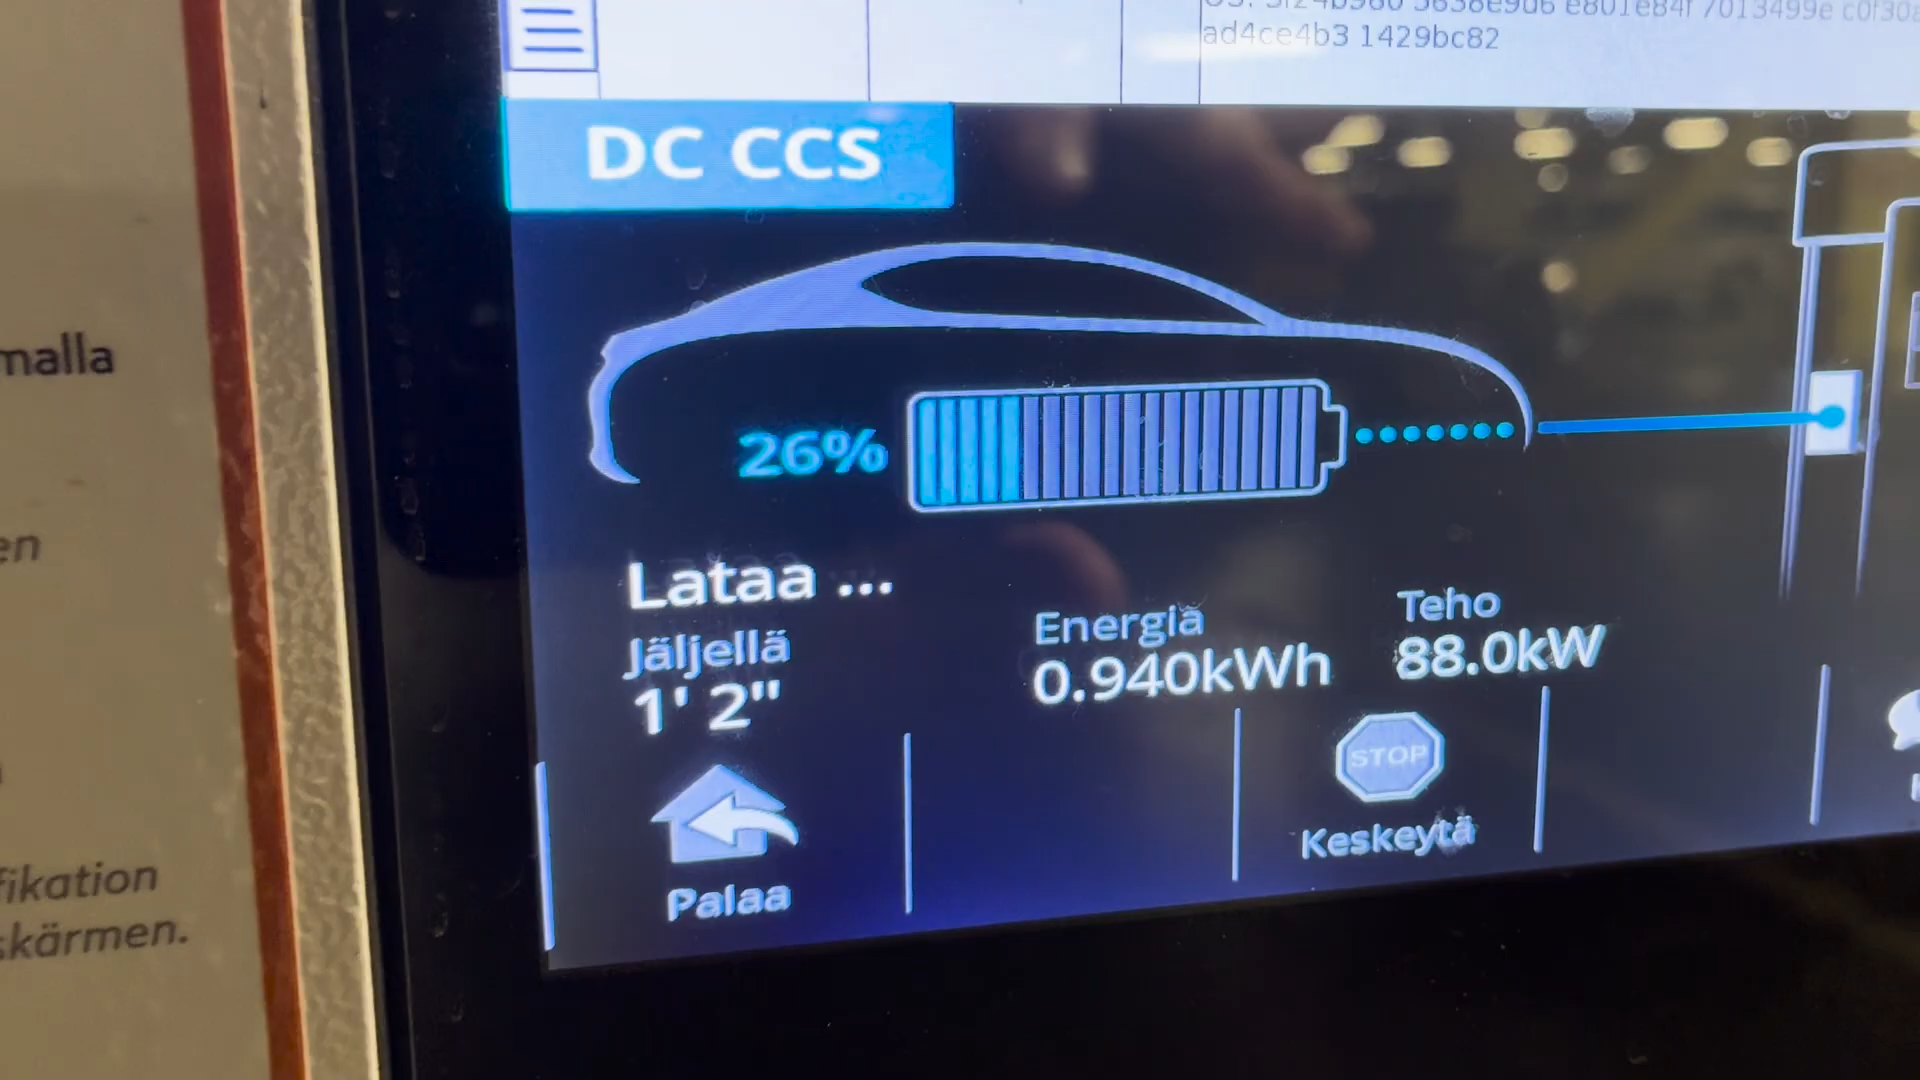 ad4ce4b3 1429bc82
DC CCS
26%
Lataa ...
Jäljellä
1' 2"
Energia
0.940kWh
Teho
88.0kW
STOP
Keskeytä
Palaa
malla
en
fikation
skärmen.